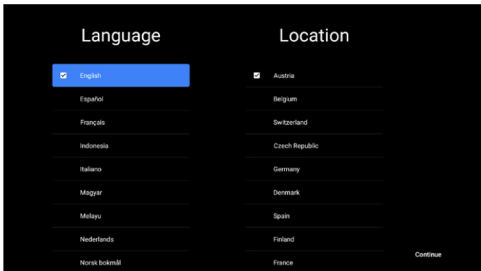 Language
English
Español
Français
Indonesia
Italiano
Magyar
Melayu
Nederlands
Norsk bokmål
Location
Austria
Belgium
Switzerland
Czech Republic
Germany
Denmark
Spain
Finland
France
Continue